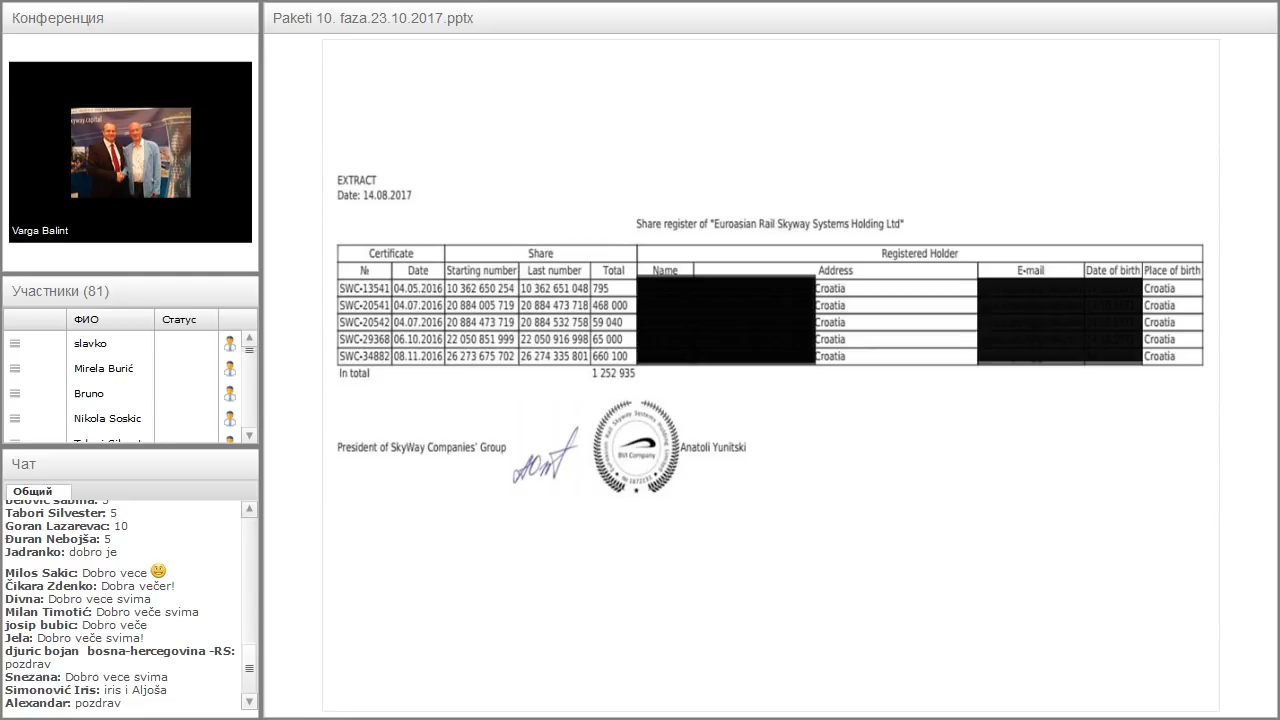 Конференция
skyway.capital
Varga Balint
Участники (81)
ФИО Статус
slavko
Mirela Burić
Bruno
Nikola Soskic
Чат
Общий
Tabori Silvester: 5
Goran Lazarevac: 10
Đuran Nebojša: 5
Jadranko: dobro je
Milos Sakic: Dobro vece
Čikara Zdenko: Dobra večer!
Divna: Dobro vece svima
Milan Timotić: Dobro veče svima
josip bubic: Dobro veče
Jela: Dobro veče svima!
djuric bojan bosna-hercegovina -RS:
pozdrav
Snezana: Dobro vece svima
Simonović Iris: iris i Aljoša
Alexandar: pozdrav
Paketi 10. faza.23.10.2017.pptx
EXTRACT
Date: 14.08.2017
Share register of "Euroasian Rail Skyway Systems Holding Ltd"
Certificate Share Registered Holder
№ Date Starting number Last number Total Name Address E-mail Date of birth Place of birth
SWC-13541 04.05.2016 10 362 650 254 10 362 651 048 795 Croatia Croatia
SWC-20541 04.07.2016 20 884 005 719 20 884 473 718 468 000 Croatia Croatia
SWC-20542 04.07.2016 20 884 473 719 20 884 532 758 59 040 Croatia Croatia
SWC-29368 06.10.2016 22 050 851 999 22 050 916 998 65 000 Croatia Croatia
SWC-34882 08.11.2016 26 273 675 702 26 274 335 801 660 100 Croatia Croatia
In total 1 252 935
President of SkyWay Companies' Group
Euroasian Rail Skyway Systems Holding Limited
BVI Company
Anatoli Yunitski